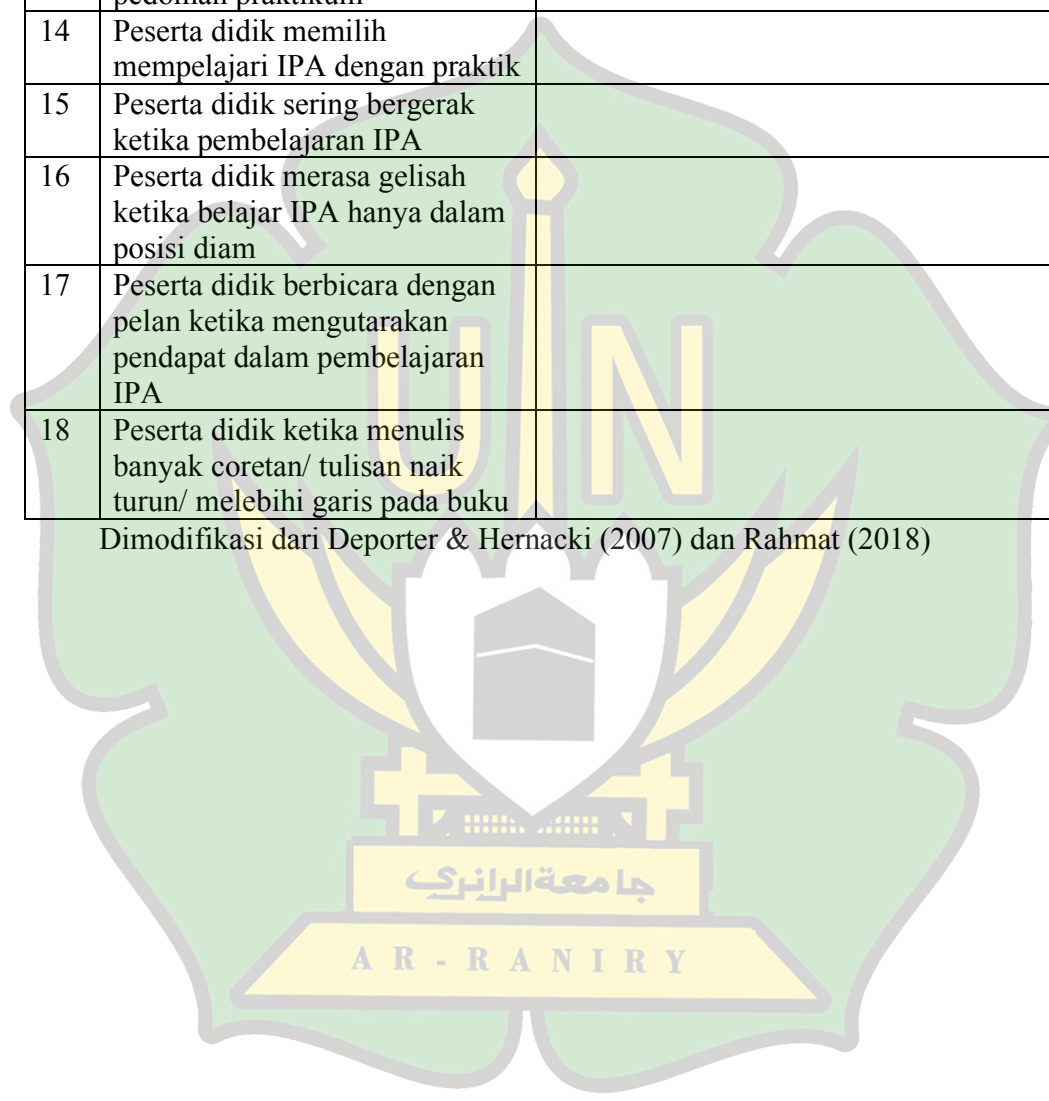 pedoman praktikum
14 Peserta didik memilih
mempelajari IPA dengan praktik
15 Peserta didik sering bergerak
ketika pembelajaran IPA
16 Peserta didik merasa gelisah
ketika belajar IPA hanya dalam
posisi diam
17 Peserta didik berbicara dengan
pelan ketika mengutarakan
pendapat dalam pembelajaran
IPA
18 Peserta didik ketika menulis
banyak coretan/ tulisan naik
turun/ melebihi garis pada buku
Dimodifikasi dari Deporter & Hernacki (2007) dan Rahmat (2018)
UIN
جامعة الرانري
AR-RANIRY